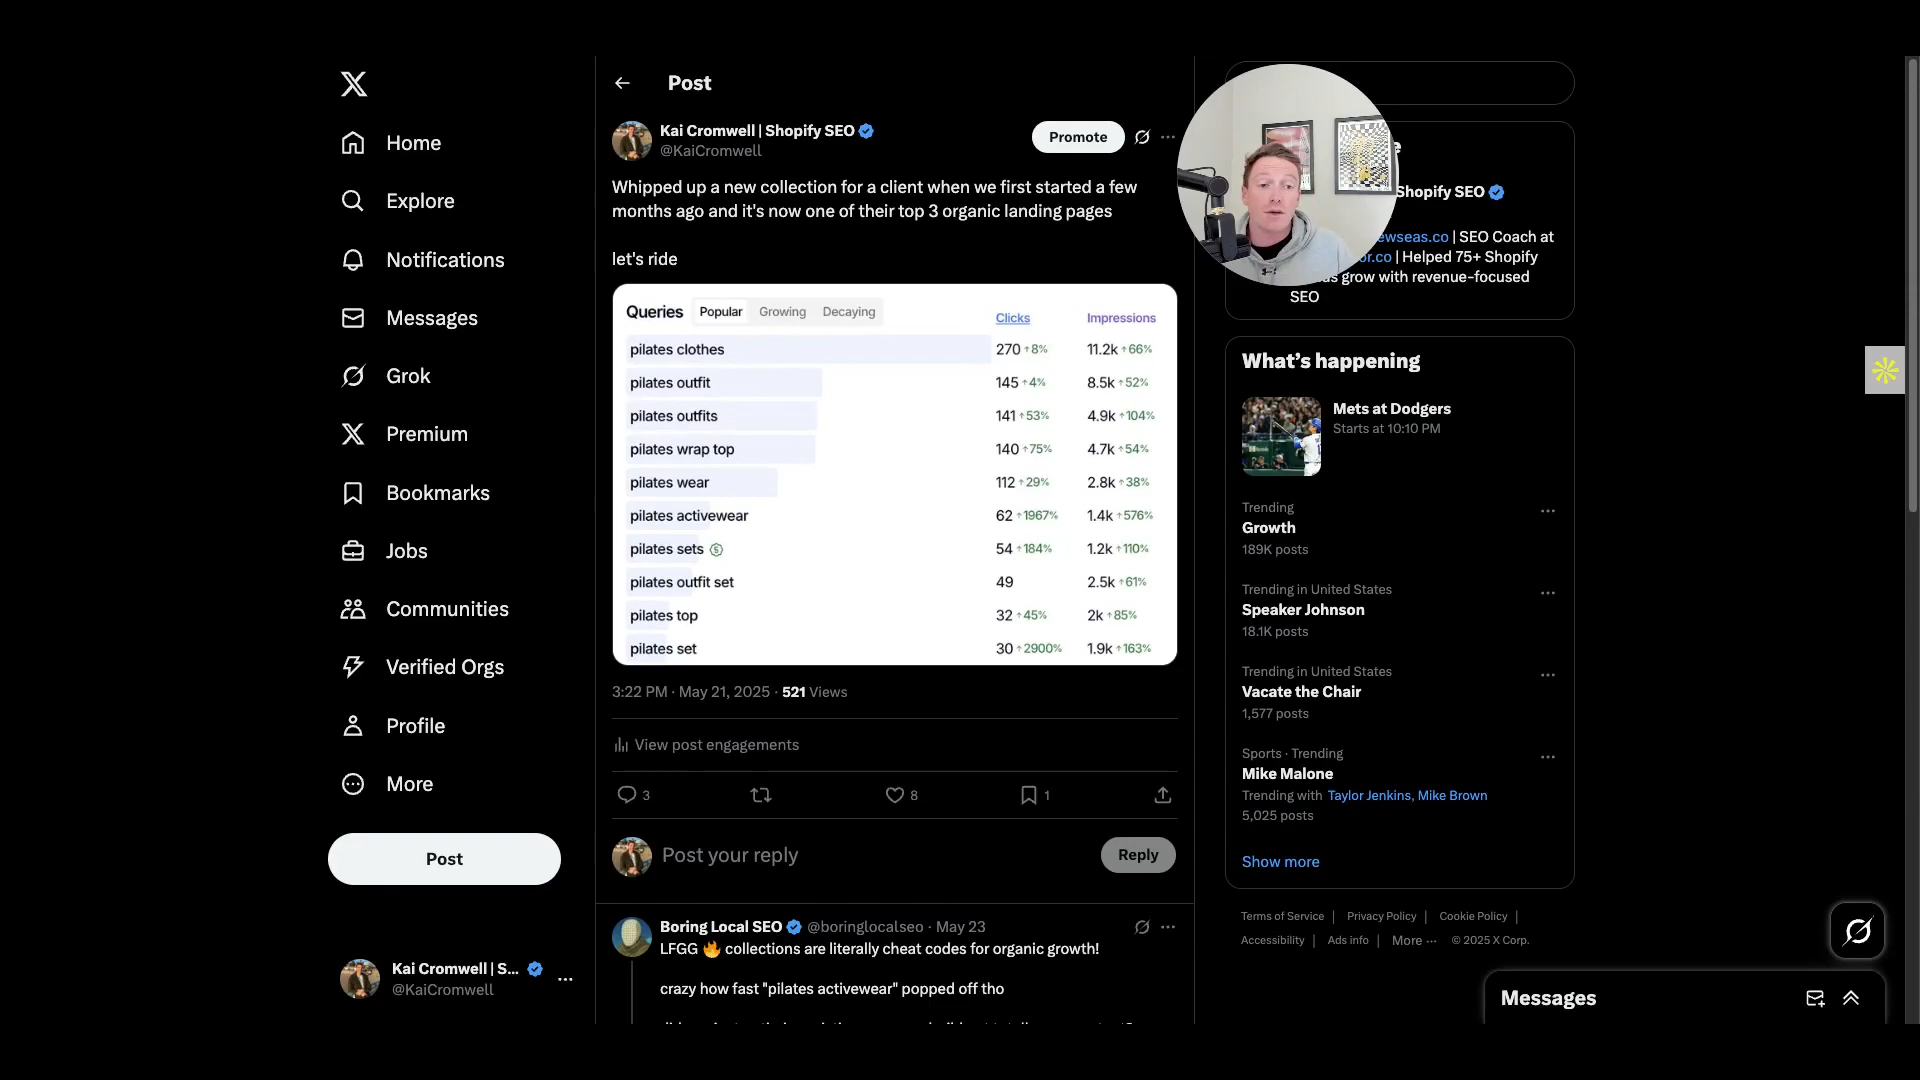 Home
Explore
Notifications
Messages
Grok
Premium
Bookmarks
Jobs
Communities
Verified Orgs
Profile
More
Post
Kai Cromwell | S...
@KaiCromwell
Post
Kai Cromwell | Shopify SEO
@KaiCromwell
Promote
Whipped up a new collection for a client when we first started a few
months ago and it's now one of their top 3 organic landing pages
let's ride
Queries Popular Growing Decaying Clicks Impressions
pilates clothes 270 ↑8% 11.2k ↑66%
pilates outfit 145 ↑4% 8.5k ↑52%
pilates outfits 141 ↑53% 4.9k ↑104%
pilates wrap top 140 ↑75% 4.7k ↑54%
pilates wear 112 ↑29% 2.8k ↑38%
pilates activewear 62 ↑1967% 1.4k ↑576%
pilates sets 54 ↑184% 1.2k ↑110%
pilates outfit set 49 2.5k ↑61%
pilates top 32 ↑45% 2k ↑85%
pilates set 30 ↑2900% 1.9k ↑163%
3:22 PM · May 21, 2025 · 521 Views
View post engagements
3 8 1
Post your reply
Reply
Boring Local SEO @boringlocalseo · May 23
LFGG 🔥 collections are literally cheat codes for organic growth!
crazy how fast "pilates activewear" popped off tho
Shopify SEO
ewseas.co | SEO Coach at
or.co | Helped 75+ Shopify
grow with revenue-focused
SEO
What's happening
Mets at Dodgers
Starts at 10:10 PM
Trending
Growth
189K posts
Trending in United States
Speaker Johnson
18.1K posts
Trending in United States
Vacate the Chair
1,577 posts
Sports · Trending
Mike Malone
Trending with Taylor Jenkins, Mike Brown
5,025 posts
Show more
Terms of Service | Privacy Policy | Cookie Policy |
Accessibility | Ads info | More ··· © 2025 X Corp.
Messages